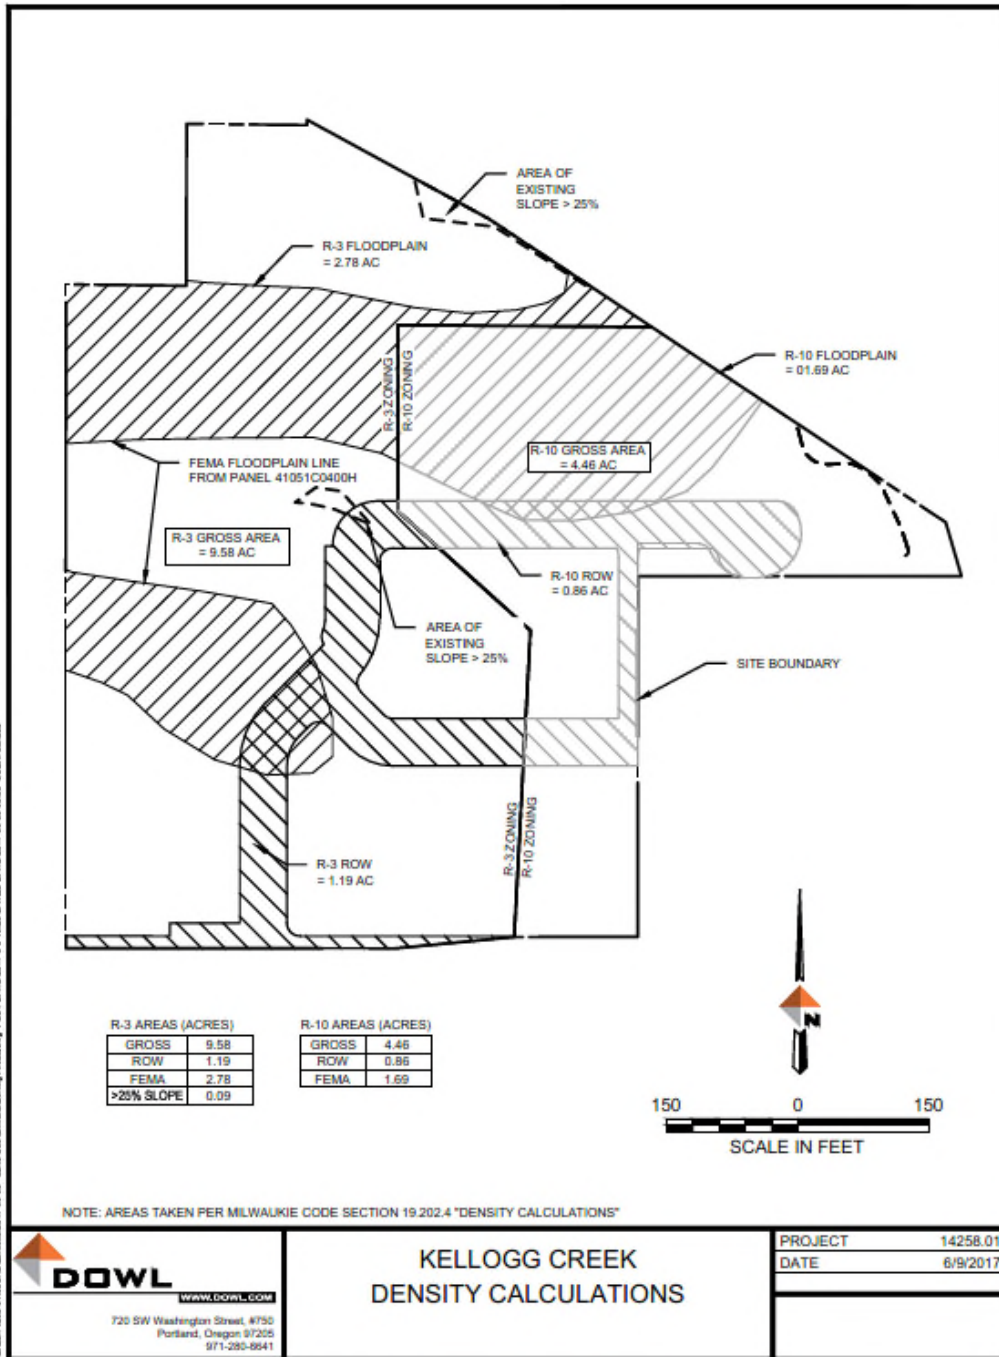 AREA OF
EXISTING
SLOPE > 25%
R-3 FLOODPLAIN
= 2.78 AC
R-10 FLOODPLAIN
= 01.69 AC
R-3 ZONING
R-10 ZONING
R-10 GROSS AREA
= 4.46 AC
FEMA FLOODPLAIN LINE
FROM PANEL 41051C0400H
R-3 GROSS AREA
= 9.58 AC
R-10 ROW
= 0.86 AC
AREA OF
EXISTING
SLOPE > 25%
SITE BOUNDARY
R-3 ZONING
R-10 ZONING
R-3 ROW
= 1.19 AC
N
R-3 AREAS (ACRES)
GROSS 9.58
ROW 1.19
FEMA 2.78
>25% SLOPE 0.09
R-10 AREAS (ACRES)
GROSS 4.46
ROW 0.86
FEMA 1.69
150 0 150
SCALE IN FEET
NOTE: AREAS TAKEN PER MILWAUKIE CODE SECTION 19.202.4 "DENSITY CALCULATIONS"
DOWL
WWW.DOWL.COM
720 SW Washington Street, #750
Portland, Oregon 97205
971-280-8641
KELLOGG CREEK
DENSITY CALCULATIONS
PROJECT 14258.01
DATE 6/9/2017